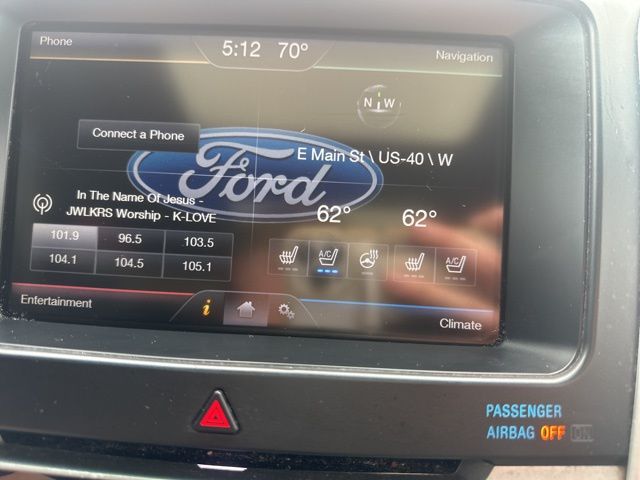 Phone
5:12 70°
Navigation
N W
Connect a Phone
Ford
E Main St \ US-40 \ W
In The Name Of Jesus -
JWLKRS Worship - K-LOVE
62° 62°
101.9 96.5 103.5
104.1 104.5 105.1
A/C A/C
Entertainment
i
Climate
PASSENGER
AIRBAG OFF ON